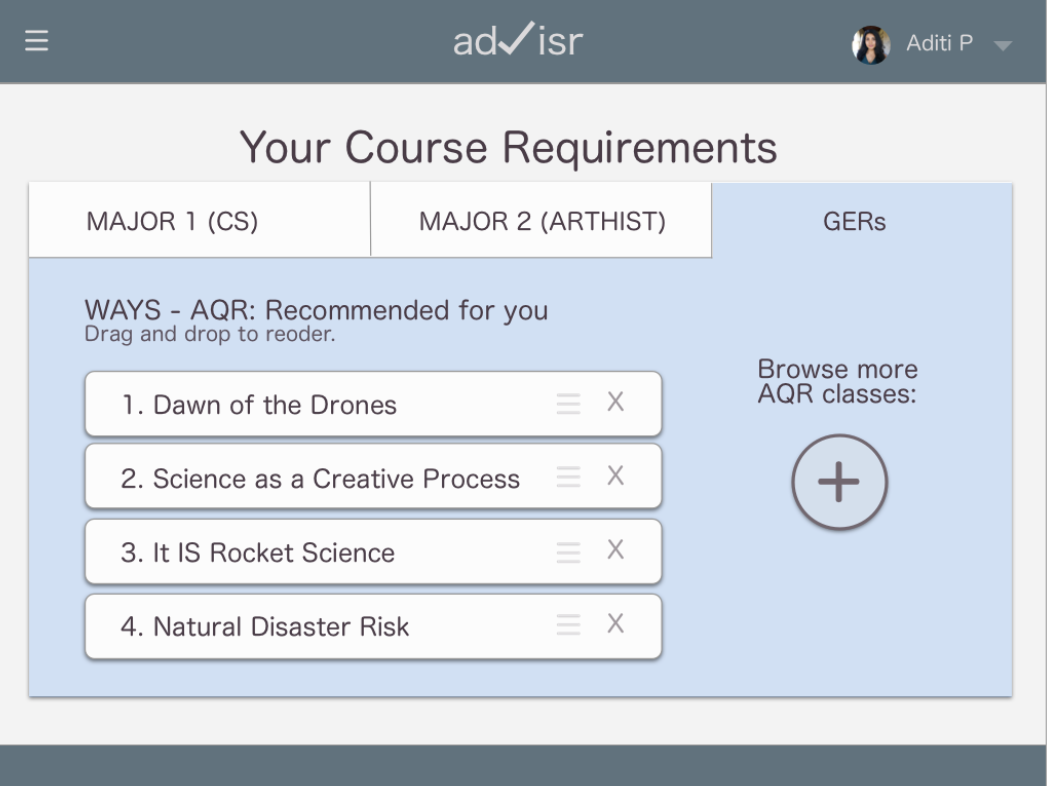 ad✓isr
Aditi P
Your Course Requirements
MAJOR 1 (CS)
MAJOR 2 (ARTHIST)
GERs
WAYS - AQR: Recommended for you
Drag and drop to reoder.
1. Dawn of the Drones X
2. Science as a Creative Process X
3. It IS Rocket Science X
4. Natural Disaster Risk X
Browse more
AQR classes:
+